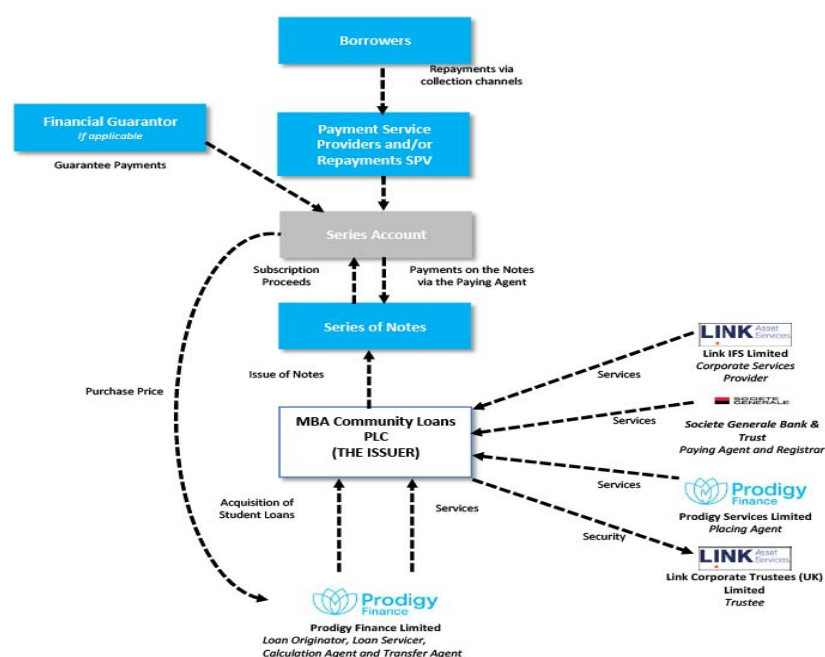 Borrowers
Repayments via
collection channels
Financial Guarantor
If applicable
Guarantee Payments
Payment Service
Providers and/or
Repayments SPV
Series Account
Subscription
Proceeds
Payments on the Notes
via the Paying Agent
Series of Notes
Purchase Price
Issue of Notes
MBA Community Loans
PLC
(THE ISSUER)
Acquisition of
Student Loans
Services
Prodigy
Finance
Prodigy Finance Limited
Loan Originator, Loan Servicer,
Calculation Agent and Transfer Agent
Services
LINK Asset
Services
Link IFS Limited
Corporate Services
Provider
Services
SOCIETE
GENERALE
Societe Generale Bank &
Trust
Paying Agent and Registrar
Services
Prodigy
Finance
Prodigy Services Limited
Placing Agent
Security
LINK Asset
Services
Link Corporate Trustees (UK)
Limited
Trustee